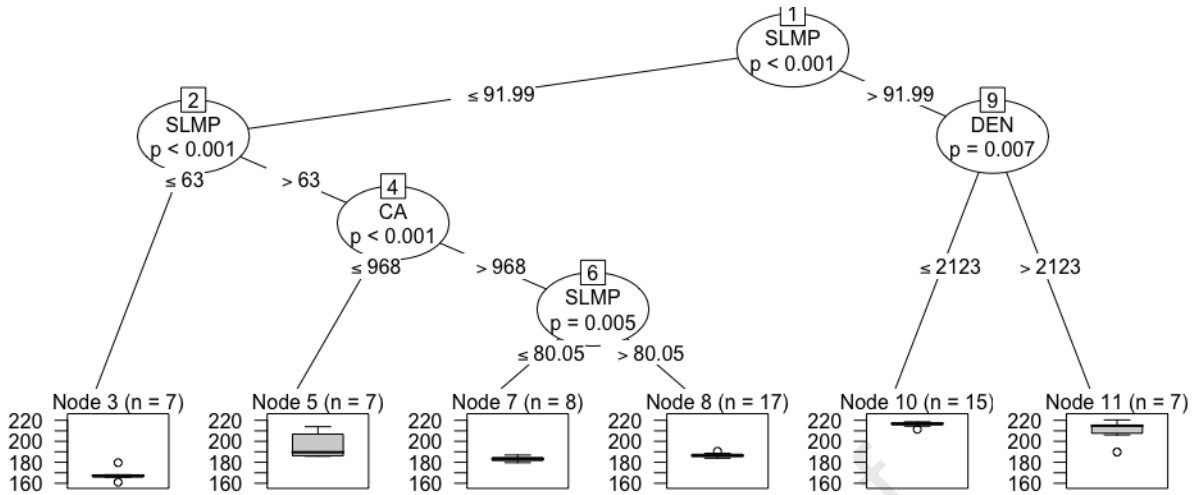 1
SLMP
p < 0.001
≤ 91.99
> 91.99
2
SLMP
p < 0.001
9
DEN
p = 0.007
≤ 63
> 63
4
CA
p < 0.001
≤ 968
> 968
6
SLMP
p = 0.005
≤ 2123
> 2123
≤ 80.05
> 80.05
Node 3 (n = 7)
220
200
180
160
Node 5 (n = 7)
220
200
180
160
Node 7 (n = 8)
220
200
180
160
Node 8 (n = 17)
220
200
180
160
Node 10 (n = 15)
220
200
180
160
Node 11 (n = 7)
220
200
180
160